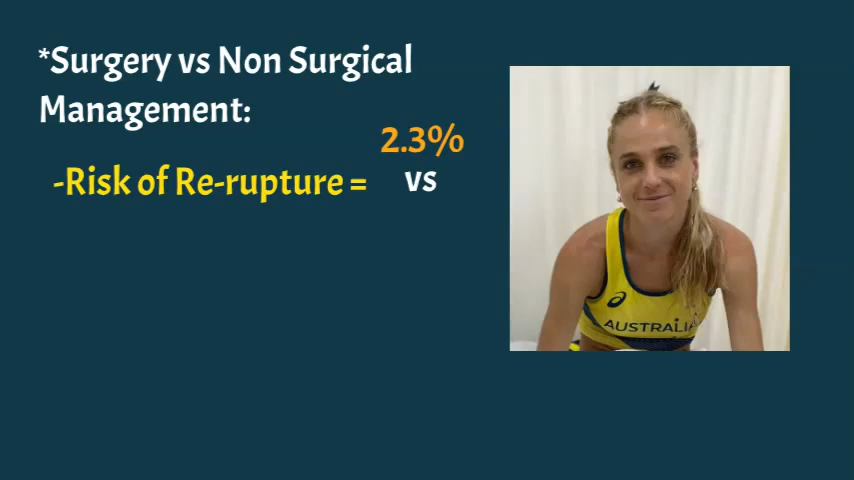 *Surgery vs Non Surgical
Management:
2.3%
-Risk of Re-rupture =
vs
AUSTRALIA